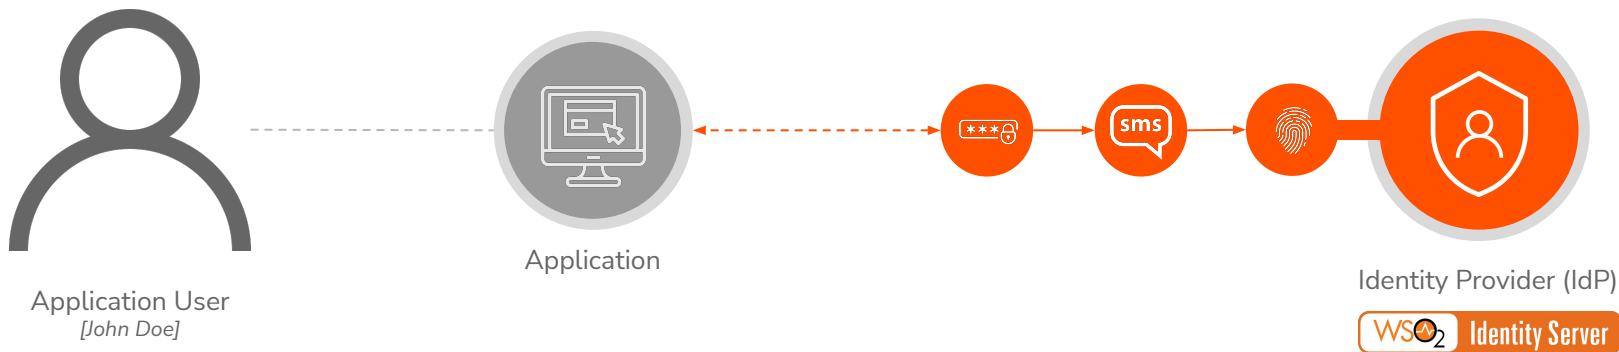 ***
sms
Application
Identity Provider (IdP)
Application User
[John Doe]
WSO2 Identity Server